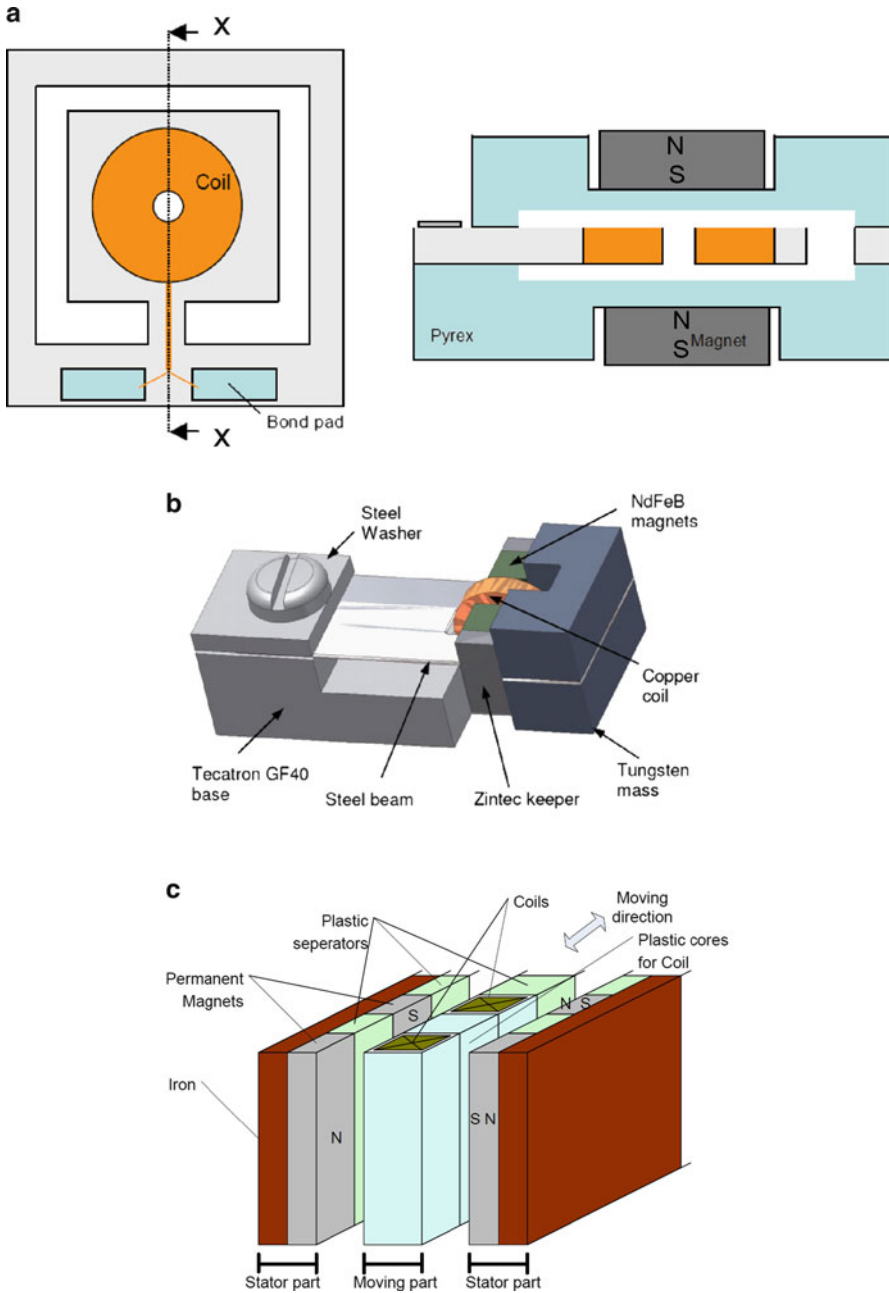 a
X
Coil
X
Bond pad
N
S
Pyrex
N
S Magnet
b
Steel
Washer
NdFeB
magnets
Copper
coil
Tecatron GF40
base
Steel beam
Zintec keeper
Tungsten
mass
c
Coils
Moving
direction
Plastic
seperators
Plastic cores
for Coil
Permanent
Magnets
S
N S
Iron
N
S N
Stator part
Moving part
Stator part